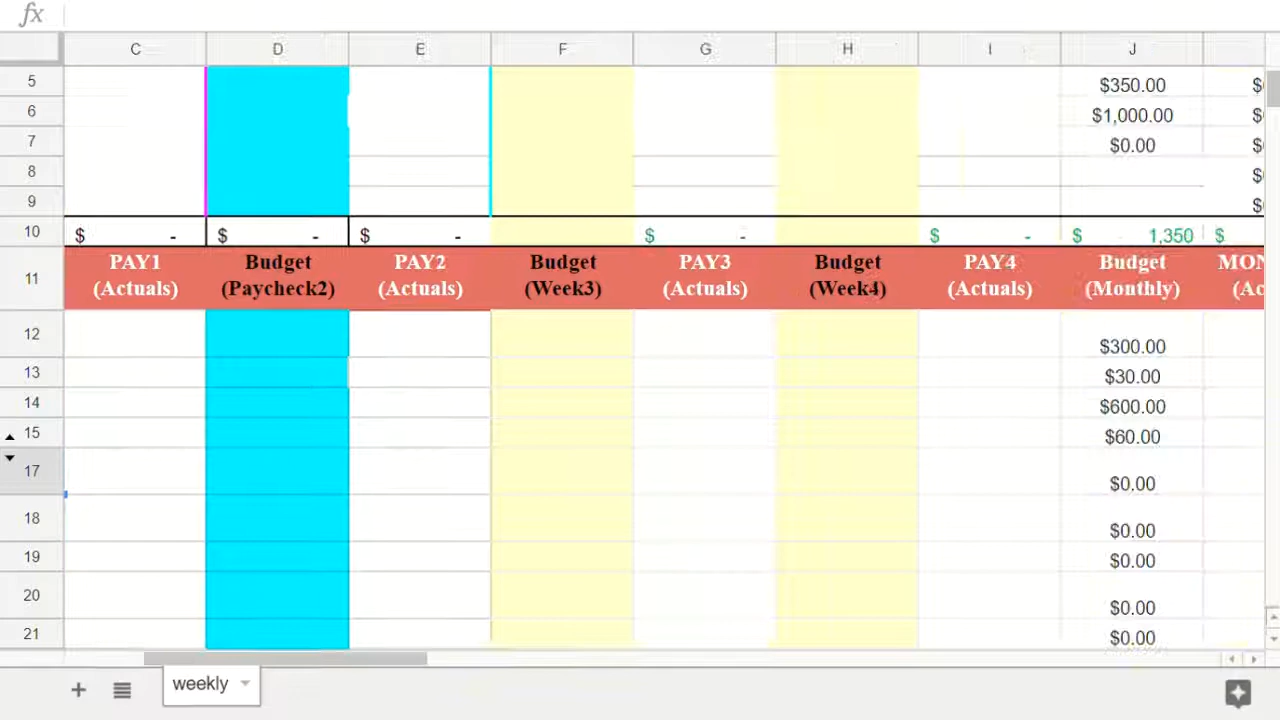 fx
C D E F G H I J
5 $350.00 $
6 $1,000.00 $
7 $0.00 $
8 $
9 $
10 $ - $ - $ - $ - $ - $ 1,350 $
11 PAY1 Budget PAY2 Budget PAY3 Budget PAY4 Budget MON
(Actuals) (Paycheck2) (Actuals) (Week3) (Actuals) (Week4) (Actuals) (Monthly) (Ac
12 $300.00
13 $30.00
14 $600.00
15 $60.00
17 $0.00
18 $0.00
19 $0.00
20 $0.00
21 $0.00
weekly